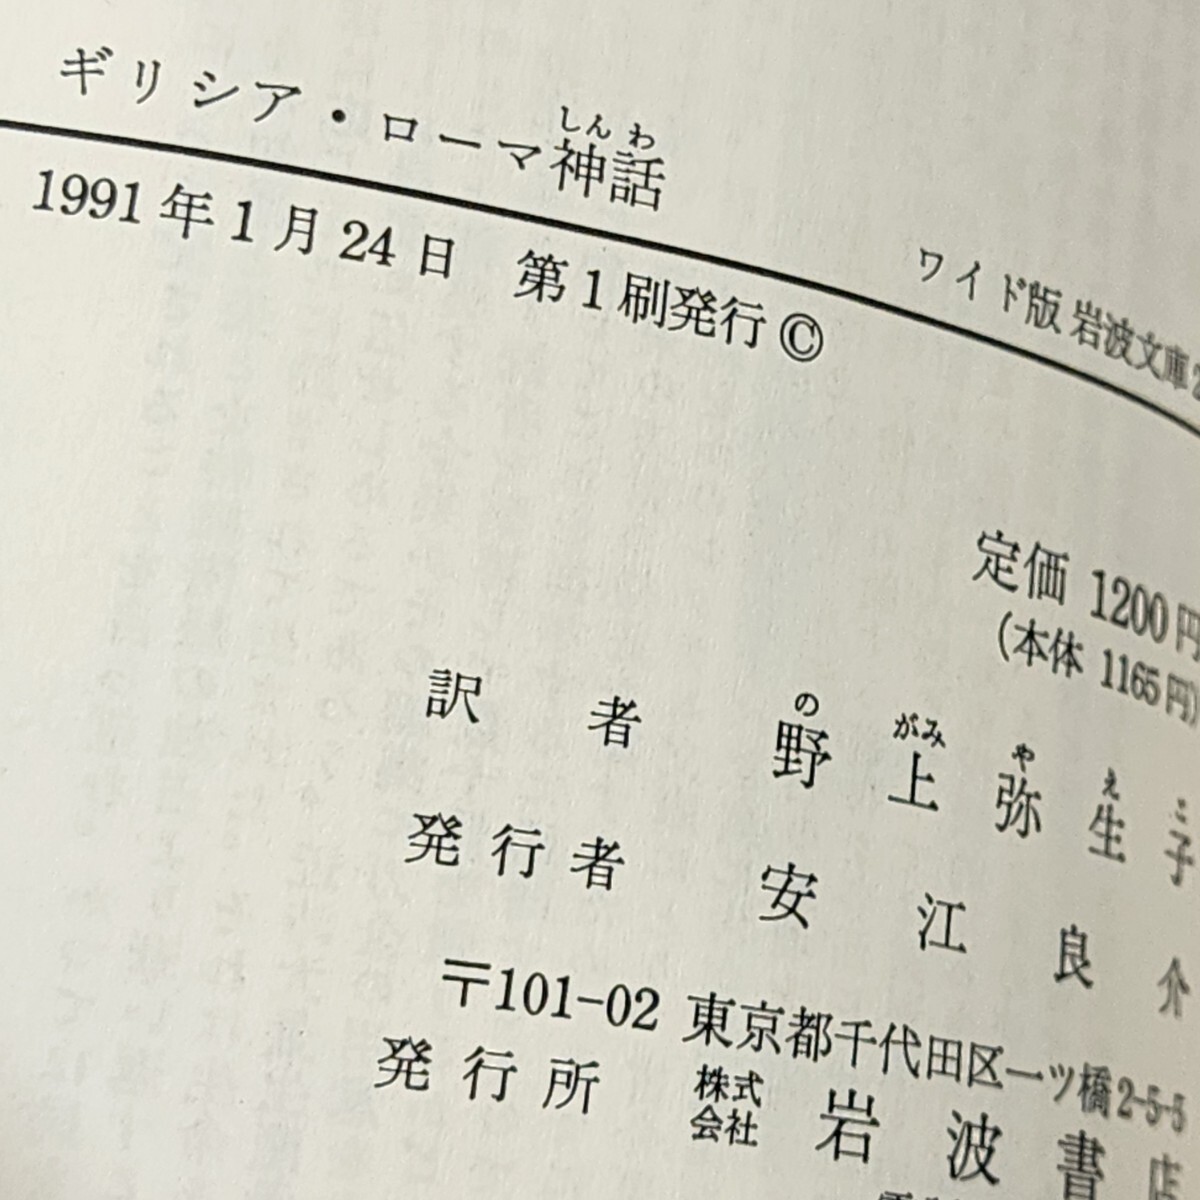 ギリシア・ローマ神話
しんわ
ワイド版 岩波文庫 2
1991年1月24日 第1刷発行 ©
定価 1200円
(本体 1165円)
訳者 野上弥生子
のがみやえこ
発行者 安江良介
〒101-02 東京都千代田区一ツ橋2-5-5
発行所 株式会社 岩波書店